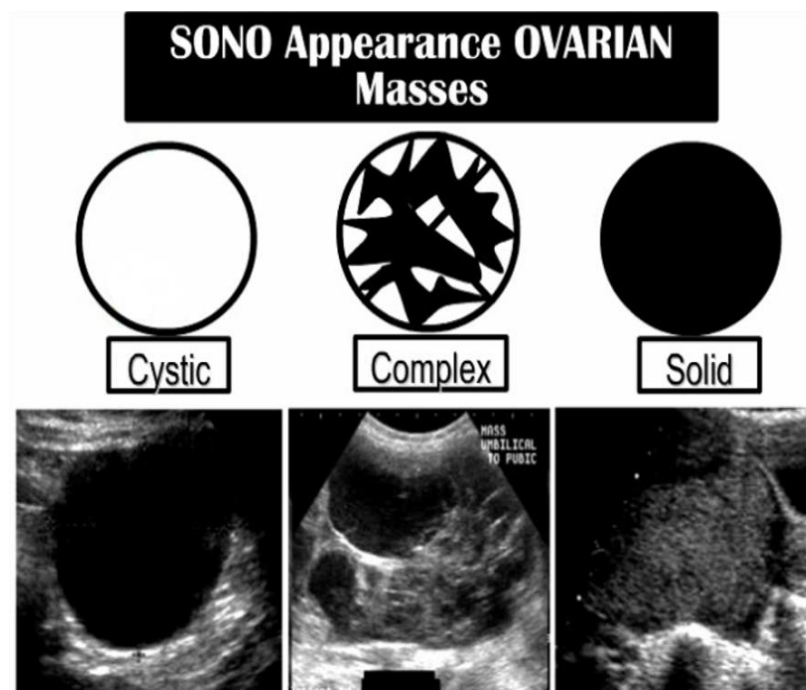 SONO Appearance OVARIAN
Masses
Cystic
Complex
Solid
MASS
UMBILICAL
TO PUBIC